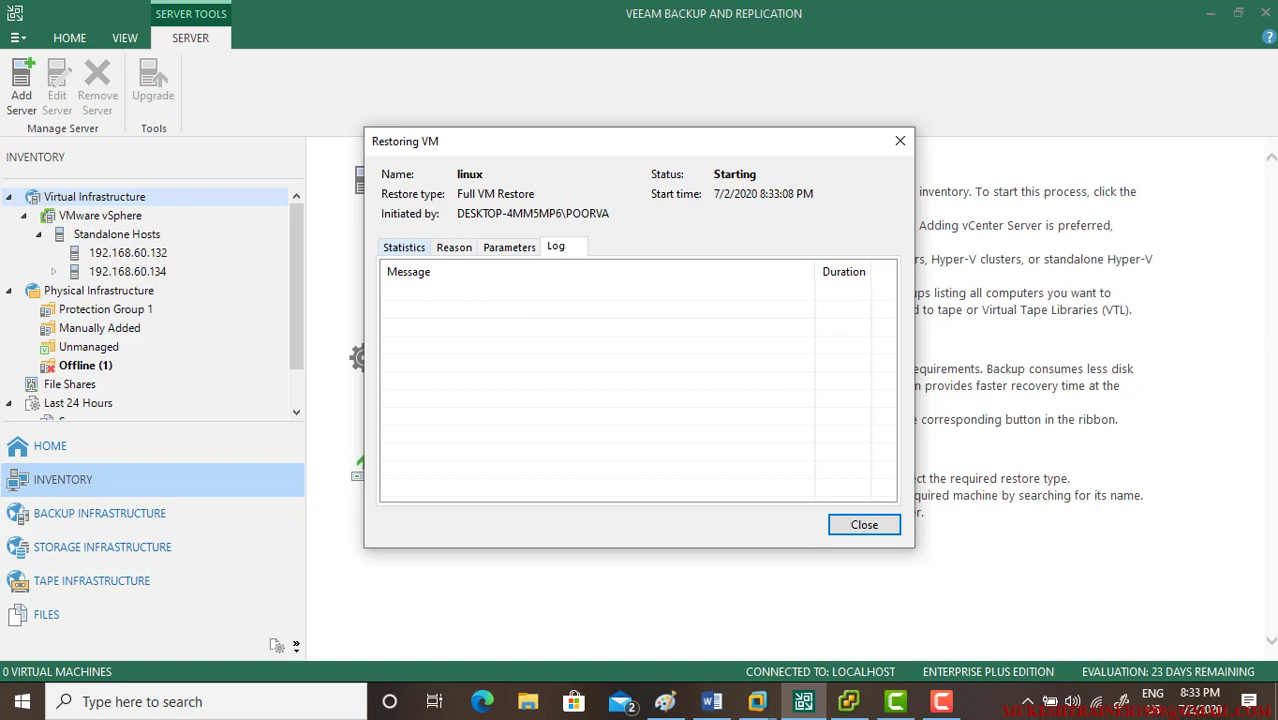 SERVER TOOLS
VEEAM BACKUP AND REPLICATION
HOME VIEW SERVER
Add Server
Edit Server
Remove Server
Upgrade
Manage Server
Tools
INVENTORY
Virtual Infrastructure
VMware vSphere
Standalone Hosts
192.168.60.132
192.168.60.134
Physical Infrastructure
Protection Group 1
Manually Added
Unmanaged
Offline (1)
File Shares
Last 24 Hours
HOME
INVENTORY
BACKUP INFRASTRUCTURE
STORAGE INFRASTRUCTURE
TAPE INFRASTRUCTURE
FILES
Restoring VM
Name: linux
Status: Starting
Restore type: Full VM Restore
Start time: 7/2/2020 8:33:08 PM
Initiated by: DESKTOP-4MM5MP6\POORVA
Statistics Reason Parameters Log
Message Duration
Close
inventory. To start this process, click the
Adding vCenter Server is preferred,
rs, Hyper-V clusters, or standalone Hyper-V
ups listing all computers you want to
d to tape or Virtual Tape Libraries (VTL).
equirements. Backup consumes less disk
n provides faster recovery time at the
e corresponding button in the ribbon.
ect the required restore type.
quired machine by searching for its name.
er.
0 VIRTUAL MACHINES
CONNECTED TO: LOCALHOST
ENTERPRISE PLUS EDITION
EVALUATION: 23 DAYS REMAINING
Type here to search
2
ENG
8:33 PM
7/2/2020